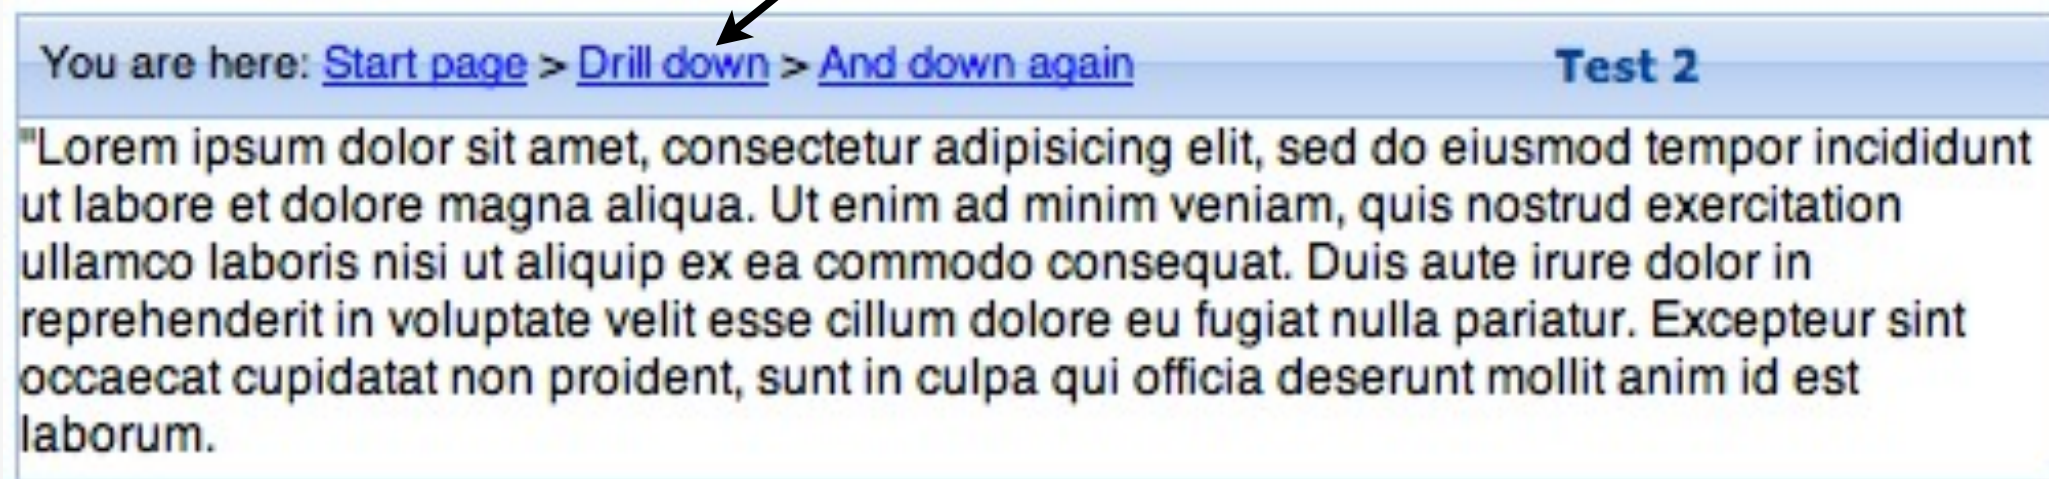 You are here: Start page > Drill down > And down again Test 2
"Lorem ipsum dolor sit amet, consectetur adipisicing elit, sed do eiusmod tempor incididunt
ut labore et dolore magna aliqua. Ut enim ad minim veniam, quis nostrud exercitation
ullamco laboris nisi ut aliquip ex ea commodo consequat. Duis aute irure dolor in
reprehenderit in voluptate velit esse cillum dolore eu fugiat nulla pariatur. Excepteur sint
occaecat cupidatat non proident, sunt in culpa qui officia deserunt mollit anim id est
laborum.